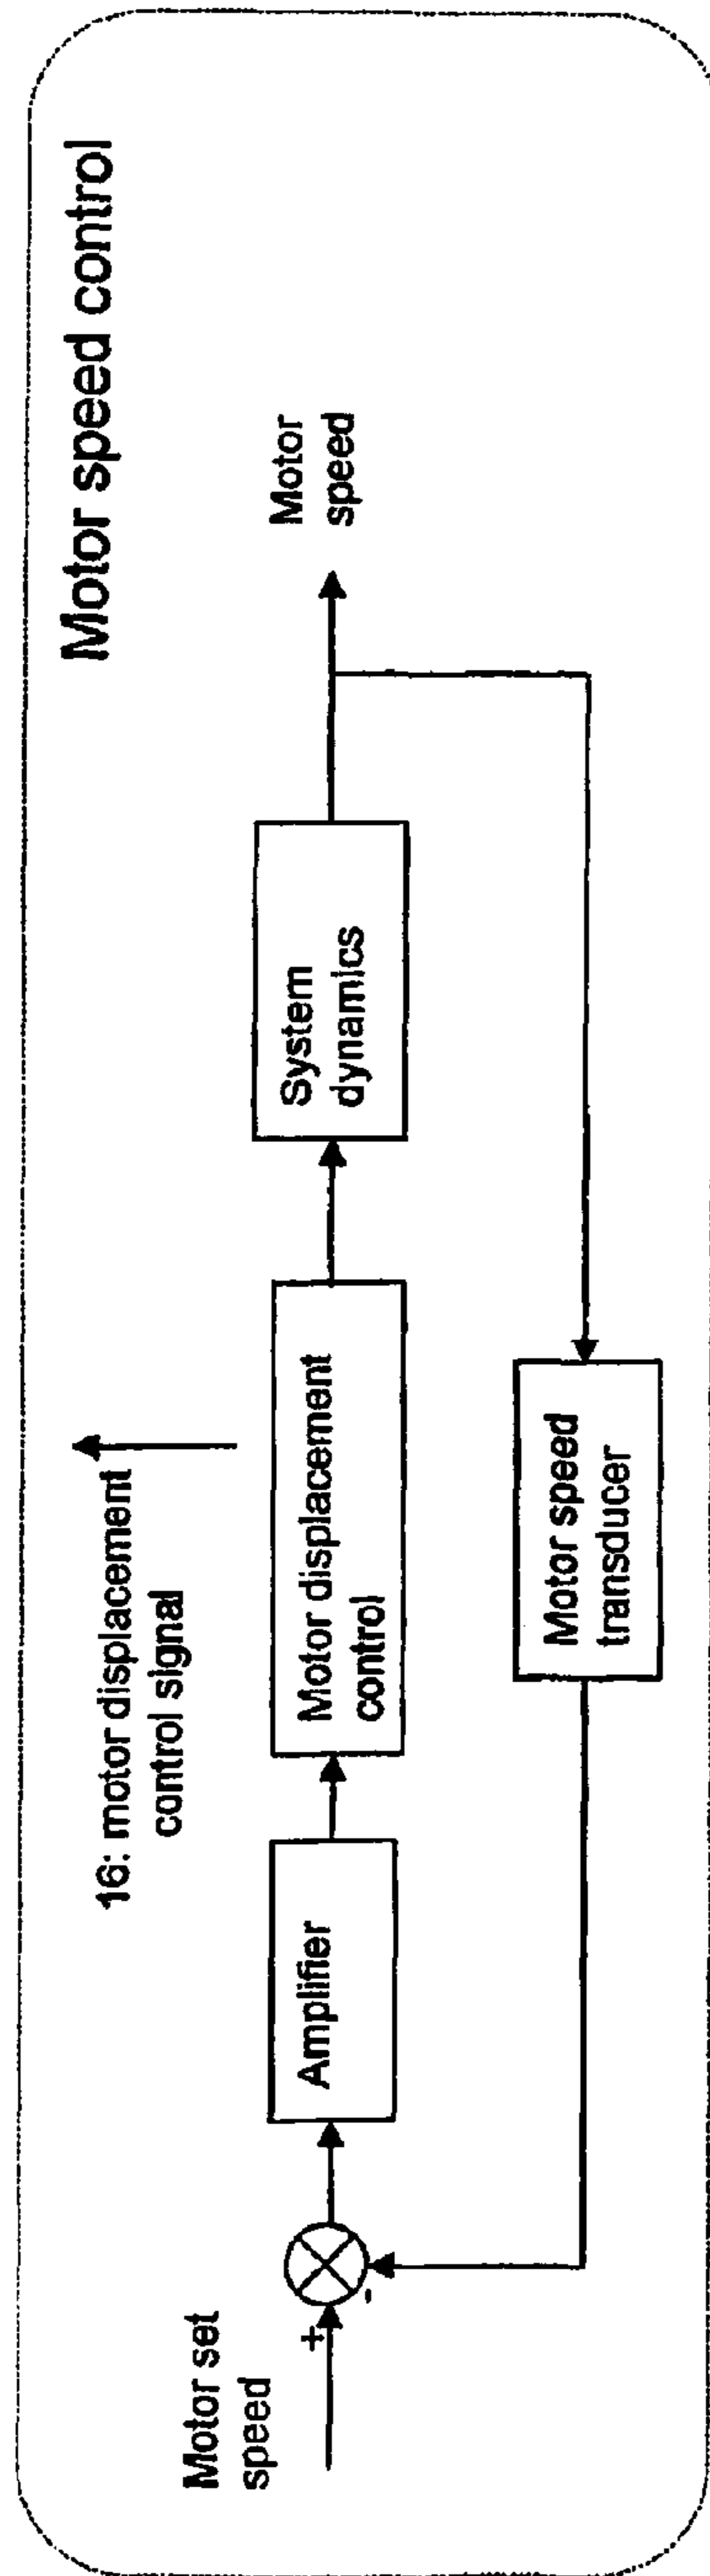 Motor speed control
16: motor displacement
control signal
Motor set
speed
+
-
Amplifier
Motor displacement
control
System
dynamics
Motor
speed
Motor speed
transducer